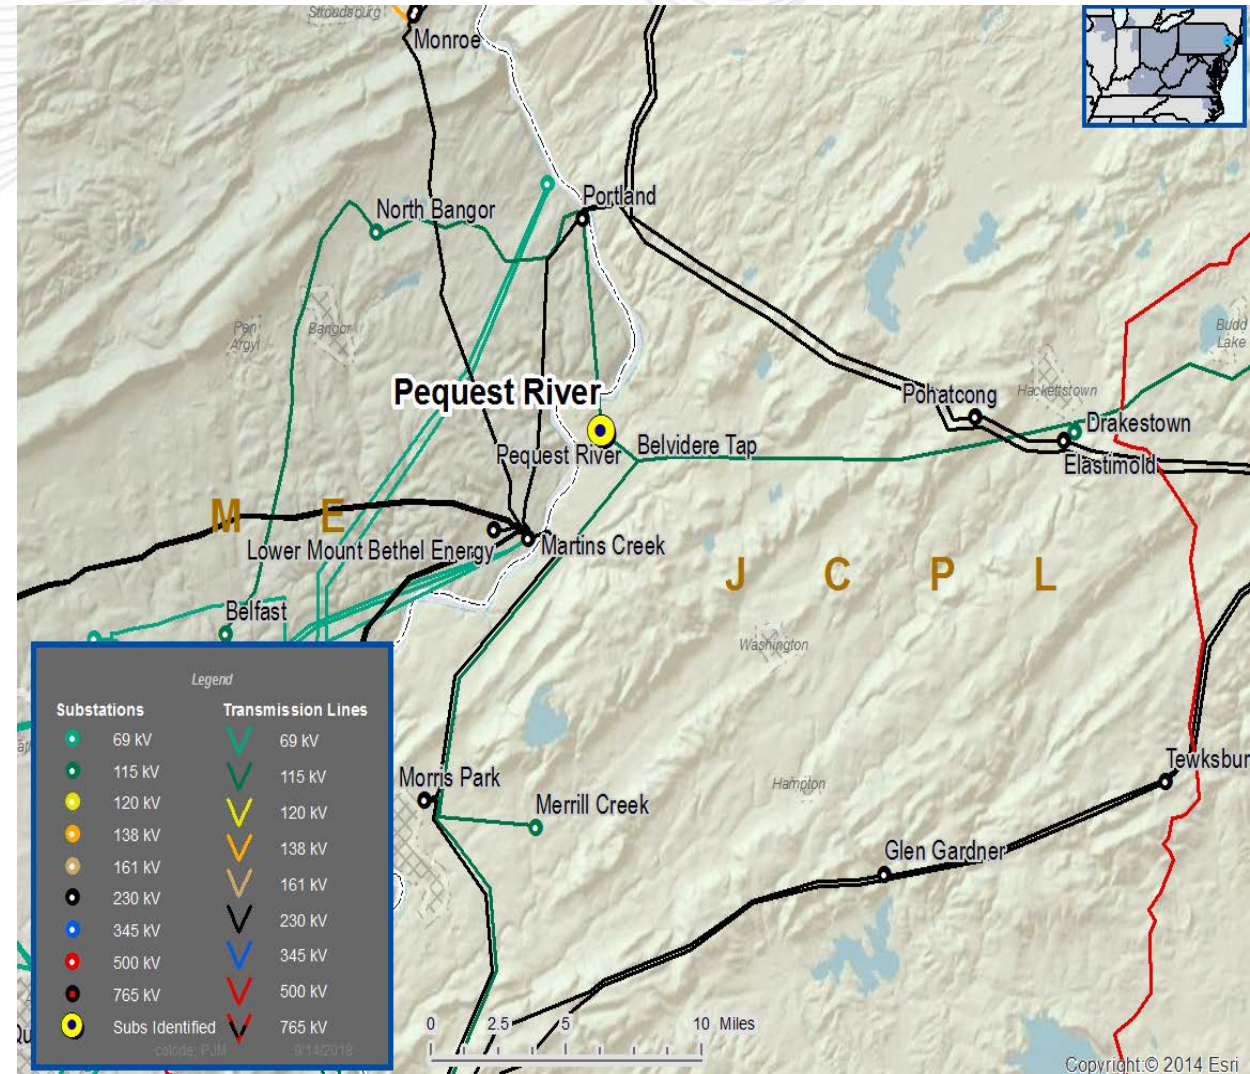 Stroudsburg
Monroe
Portland
North Bangor
Pen
Argyl
Bangor
Budd
Lake
Pequest River
Pohatcong
Hackettstown
Drakestown
Pequest River
Belvidere Tap
Elastimold
M E
Lower Mount Bethel Energy
Martins Creek
J C P L
Belfast
Washington
Legend
Substations
Transmission Lines
69 kV
69 kV
115 kV
115 kV
120 kV
120 kV
138 kV
138 kV
161 kV
161 kV
230 kV
230 kV
345 kV
345 kV
500 kV
500 kV
765 kV
765 kV
Subs Identified
9/14/2018
Tewksbur
Morris Park
Merrill Creek
Hampton
Glen Gardner
0 2.5 5 10 Miles
Copyright:© 2014 Esri